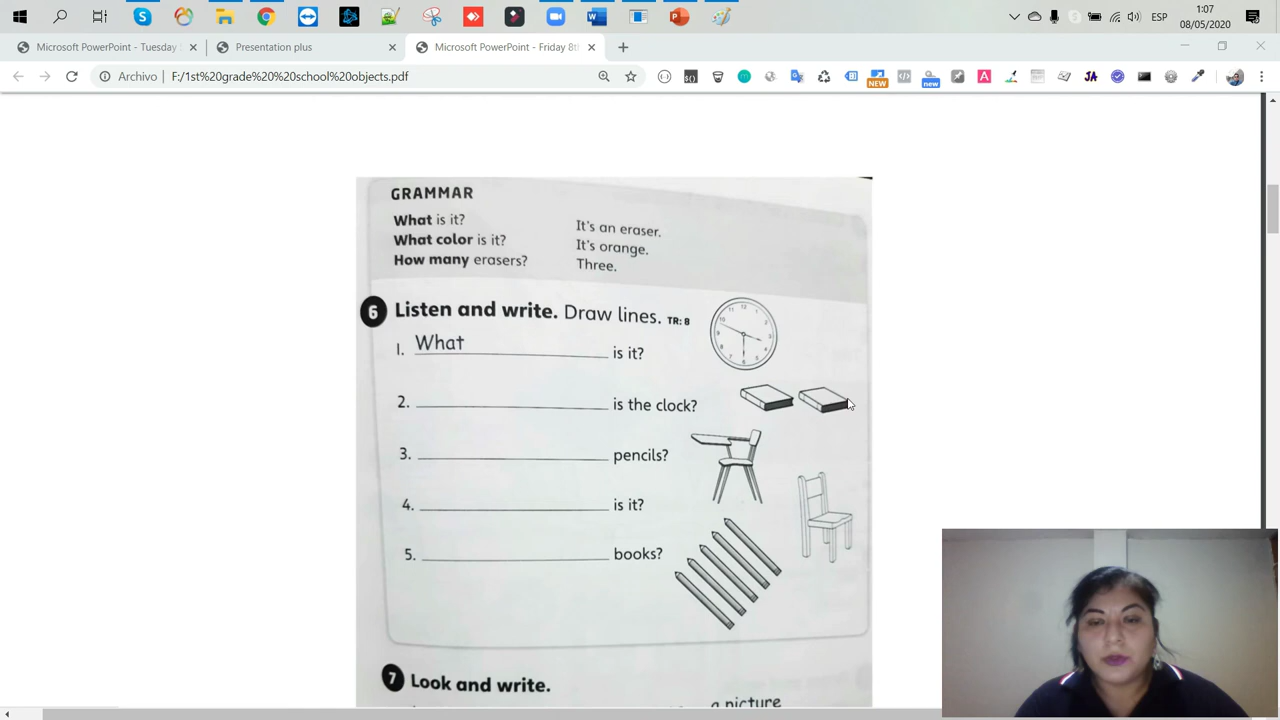 1:07
ESP
08/05/2020
Microsoft PowerPoint - Tuesday
Presentation plus
Microsoft PowerPoint - Friday 8th
Archivo
F:/1st%20grade%20%20school%20objects.pdf
NEW
new
JA
GRAMMAR
What is it? It's an eraser.
What color is it? It's orange.
How many erasers? Three.
6 Listen and write. Draw lines. TR: 8
1. What is it?
2. is the clock?
3. pencils?
4. is it?
5. books?
7 Look and write.
a picture